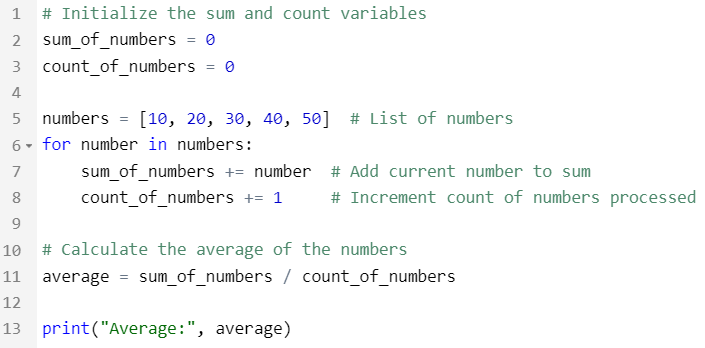 1 # Initialize the sum and count variables
2 sum_of_numbers = 0
3 count_of_numbers = 0
4
5 numbers = [10, 20, 30, 40, 50]  # List of numbers
6 for number in numbers:
7     sum_of_numbers += number  # Add current number to sum
8     count_of_numbers += 1     # Increment count of numbers processed
9
10 # Calculate the average of the numbers
11 average = sum_of_numbers / count_of_numbers
12
13 print("Average:", average)